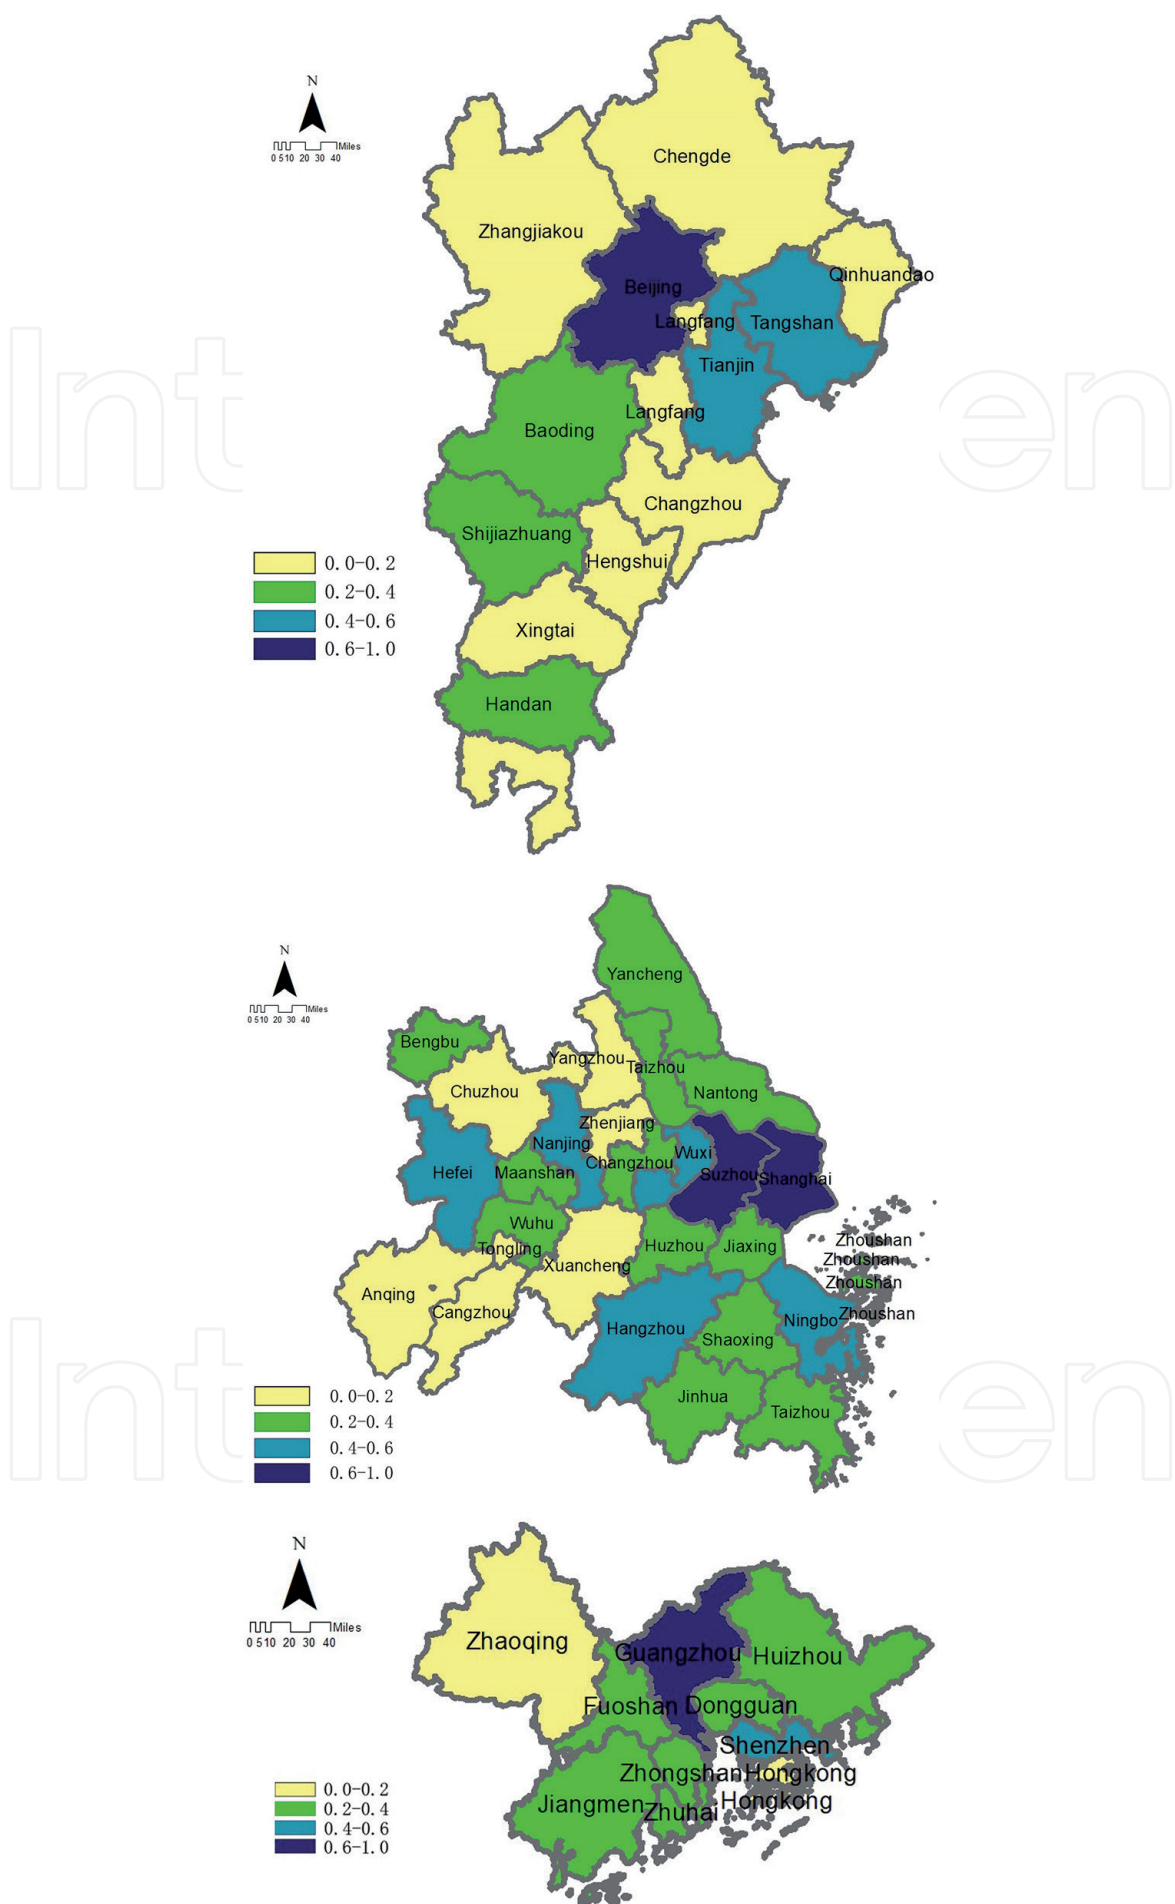 N
Miles
0 5 10 20 30 40
Chengde
Zhangjiakou
Qinhuandao
Beijing
Langfang
Tangshan
Tianjin
Langfang
Baoding
Changzhou
Shijiazhuang
Hengshui
Xingtai
Handan
0.0-0.2
0.2-0.4
0.4-0.6
0.6-1.0
N
Miles
0 5 10 20 30 40
Yancheng
Bengbu
Yangzhou
Taizhou
Chuzhou
Nantong
Zhenjiang
Nanjing
Wuxi
Changzhou
Hefei
Maanshan
Suzhou
Shanghai
Wuhu
Zhoushan
Tongling
Huzhou
Jiaxing
Zhoushan
Xuancheng
Zhoushan
Anqing
Cangzhou
Zhoushan
Ningbo
Hangzhou
Shaoxing
Jinhua
Taizhou
0.0-0.2
0.2-0.4
0.4-0.6
0.6-1.0
N
Miles
0 5 10 20 30 40
Zhaoqing
Guangzhou
Huizhou
Fuoshan
Dongguan
Shenzhen
Zhongshan
Hongkong
Hongkong
Jiangmen
Zhuhai
0.0-0.2
0.2-0.4
0.4-0.6
0.6-1.0